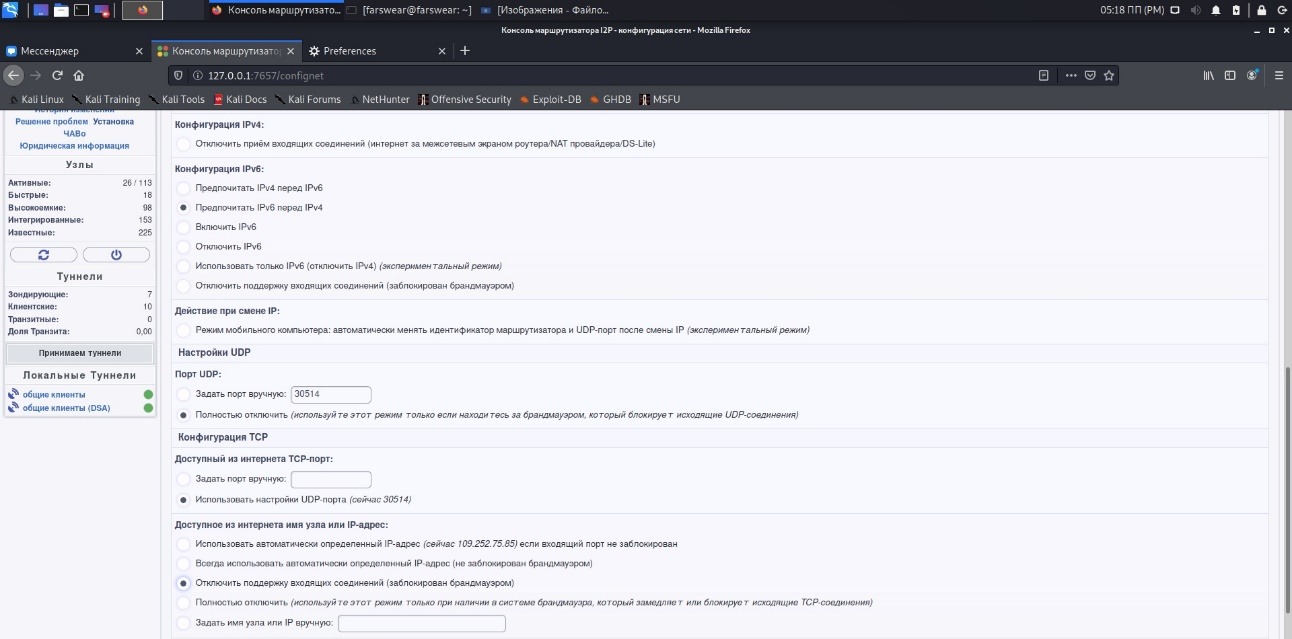 Консоль маршрутизато...
[farswear@farswear: ~]
[Изображения - Файло...
05:18 ПП (PM)
Консоль маршрутизатора I2P - конфигурация сети - Mozilla Firefox
Мессенджер
Консоль маршрутизатор
Preferences
127.0.0.1:7657/confignet
Kali Linux
Kali Training
Kali Tools
Kali Docs
Kali Forums
NetHunter
Offensive Security
Exploit-DB
GHDB
MSFU
История изменений
Решение проблем Установка
ЧАВо
Юридическая информация
Узлы
Активные: 26 / 113
Быстрые: 18
Высокоемкие: 98
Интегрированные: 153
Известные: 225
Туннели
Зондирующие: 7
Клиентские: 10
Транзитные: 0
Доля Транзита: 0,00
Принимаем туннели
Локальные Туннели
общие клиенты
общие клиенты (DSA)
Конфигурация IPv4:
Отключить приём входящих соединений (интернет за межсетевым экраном роутера/NAT провайдера/DS-Lite)
Конфигурация IPv6:
Предпочитать IPv4 перед IPv6
Предпочитать IPv6 перед IPv4
Включить IPv6
Отключить IPv6
Использовать только IPv6 (отключить IPv4) (экспериментальный режим)
Отключить поддержку входящих соединений (заблокирован брандмауэром)
Действие при смене IP:
Режим мобильного компьютера: автоматически менять идентификатор маршрутизатора и UDP-порт после смены IP (экспериментальный режим)
Настройки UDP
Порт UDP:
Задать порт вручную: 30514
Полностью отключить (используйте этот режим только если находитесь за брандмауэром, который блокирует исходящие UDP-соединения)
Конфигурация TCP
Доступный из интернета TCP-порт:
Задать порт вручную:
Использовать настройки UDP-порта (сейчас 30514)
Доступное из интернета имя узла или IP-адрес:
Использовать автоматически определенный IP-адрес (сейчас 109.252.75.85) если входящий порт не заблокирован
Всегда использовать автоматически определенный IP-адрес (не заблокирован брандмауэром)
Отключить поддержку входящих соединений (заблокирован брандмауэром)
Полностью отключить (используйте этот режим только при наличии в системе брандмауэра, который замедляет или блокирует исходящие TCP-соединения)
Задать имя узла или IP вручную: